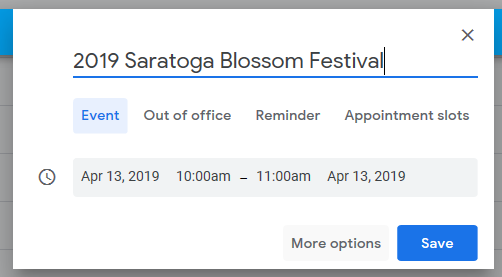 2019 Saratoga Blossom Festival
Event Out of office Reminder Appointment slots
Apr 13, 2019 10:00am – 11:00am Apr 13, 2019
More options Save